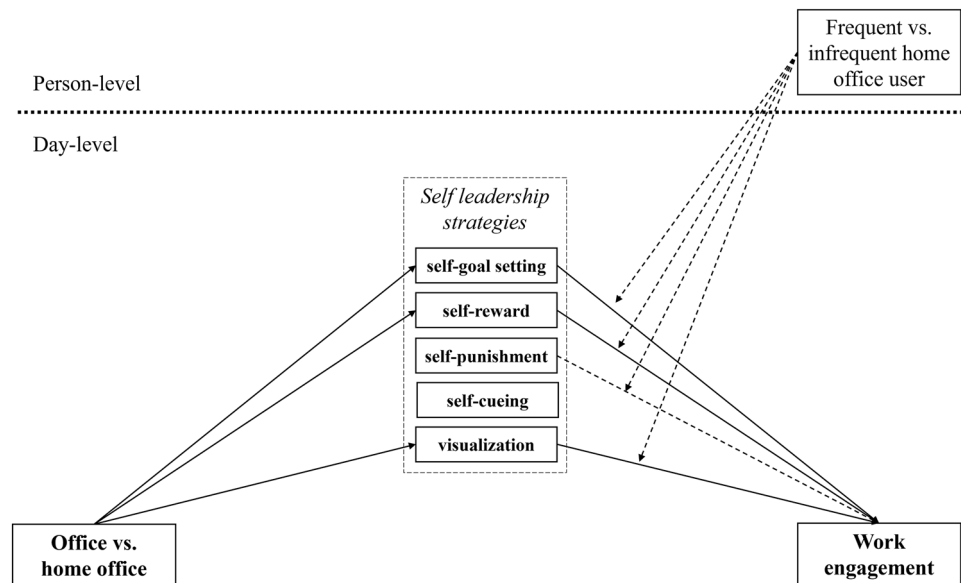 Frequent vs.
infrequent home
office user
Person-level
Day-level
Self leadership
strategies
self-goal setting
self-reward
self-punishment
self-cueing
visualization
Office vs.
home office
Work
engagement